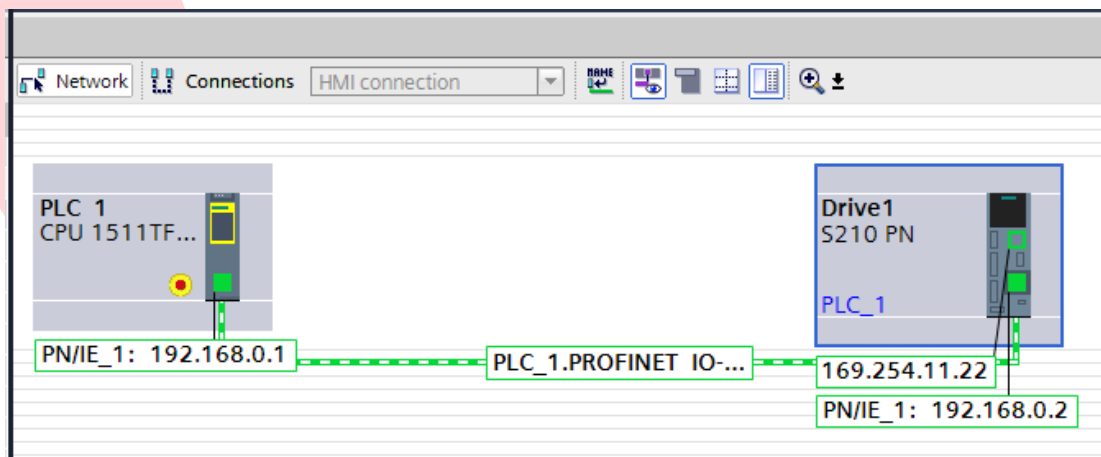 Network Connections HMI connection NAME
PLC_1
CPU 1511TF...
Drive1
S210 PN
PLC_1
PN/IE_1: 192.168.0.1
PLC_1.PROFINET IO-...
169.254.11.22
PN/IE_1: 192.168.0.2